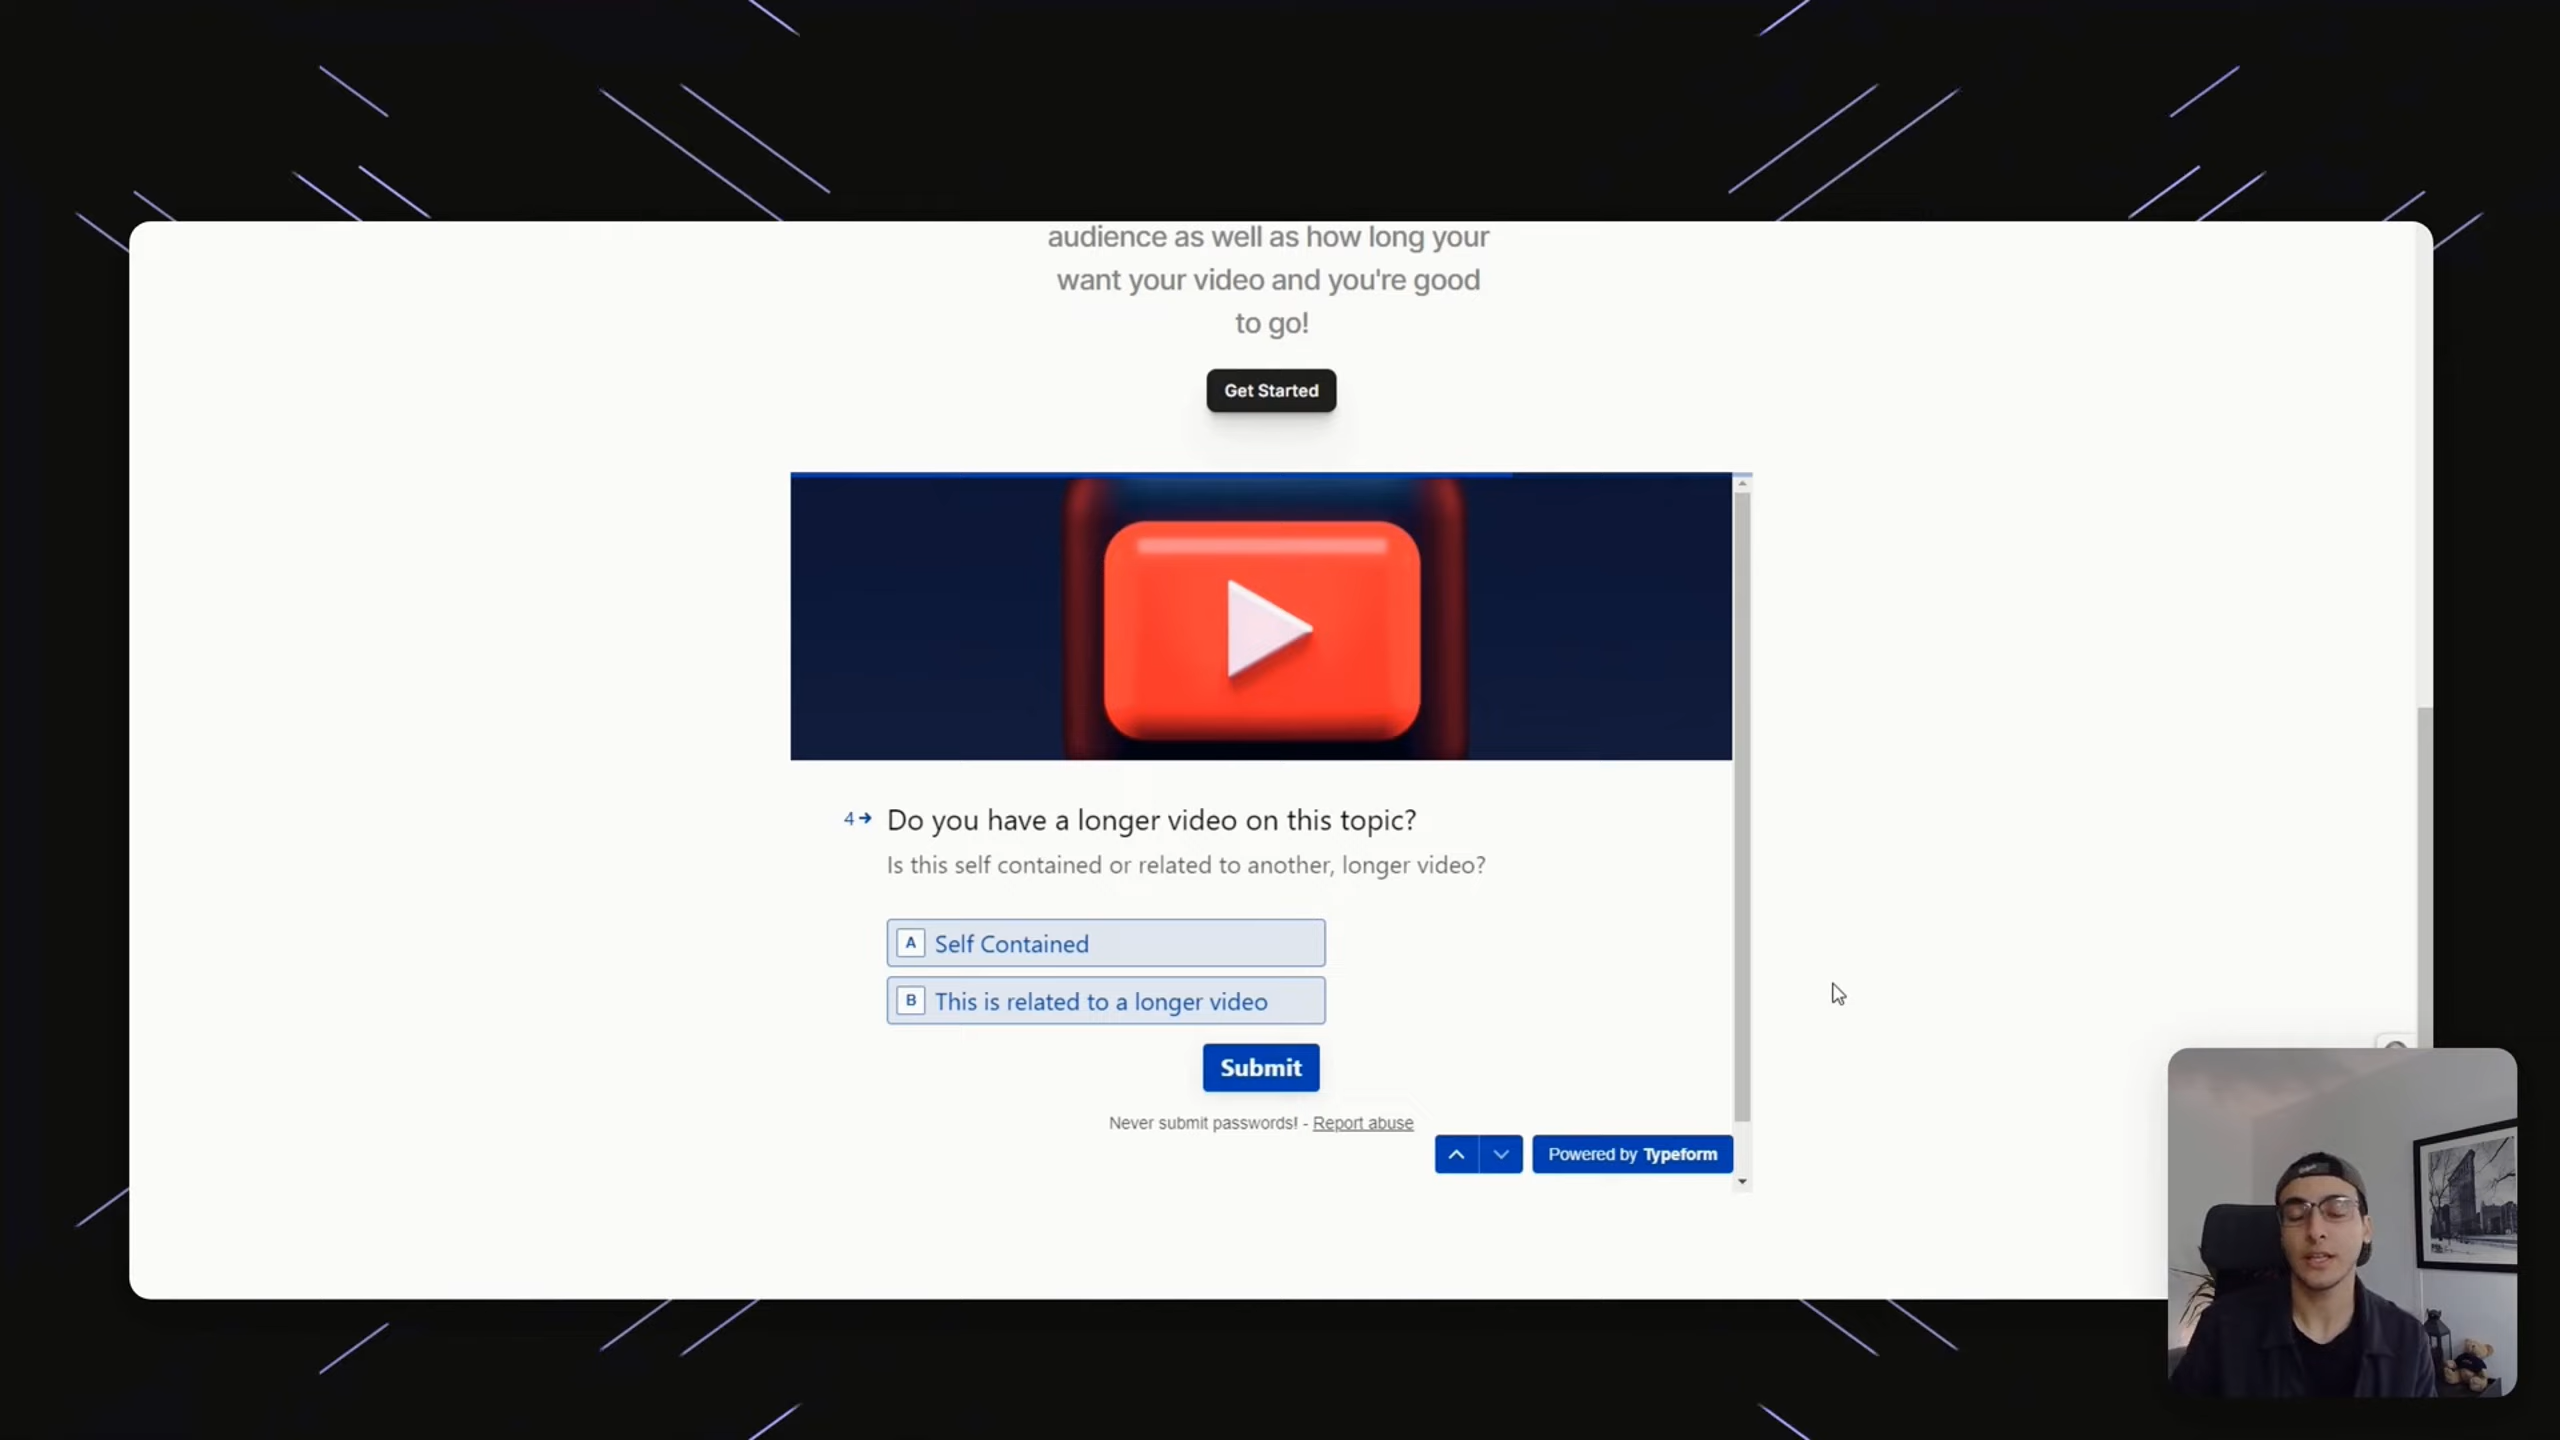 audience as well as how long your
want your video and you're good
to go!
Get Started
4 Do you have a longer video on this topic?
Is this self contained or related to another, longer video?
A Self Contained
B This is related to a longer video
Submit
Never submit passwords! - Report abuse
Powered by Typeform